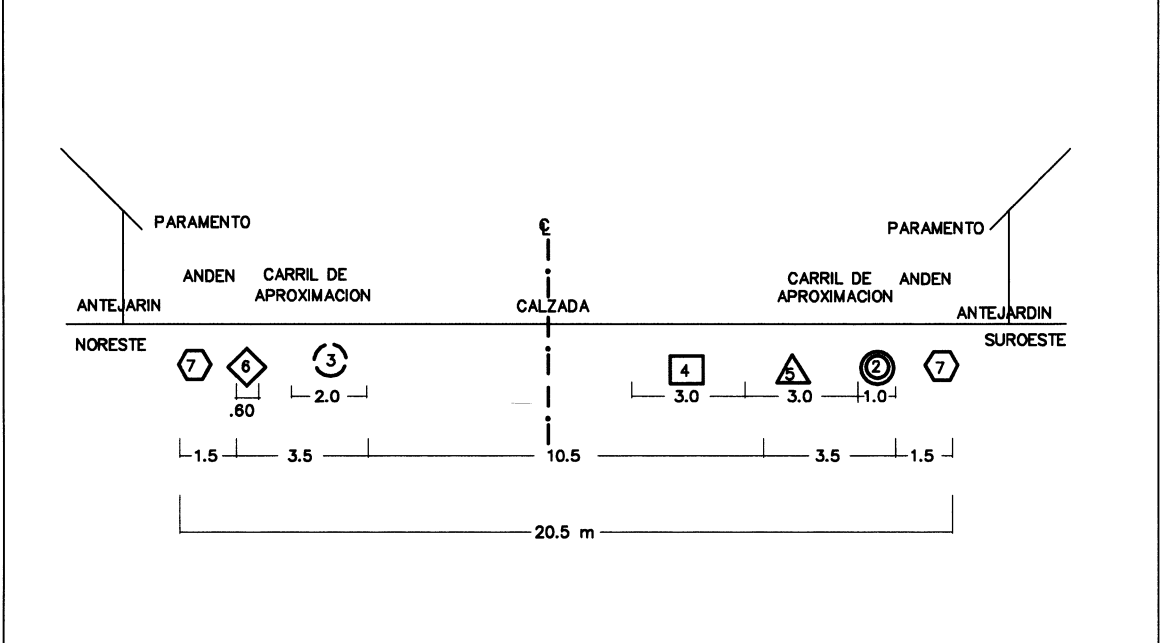 PARAMENTO
℄
PARAMENTO
ANDEN
CARRIL DE
APROXIMACION
CARRIL DE
APROXIMACION
ANDEN
ANTEJARIN
CALZADA
ANTEJARDIN
NORESTE
SUROESTE
7
6
3
4
5
2
7
.60
2.0
3.0
3.0
1.0
1.5
3.5
10.5
3.5
1.5
20.5 m